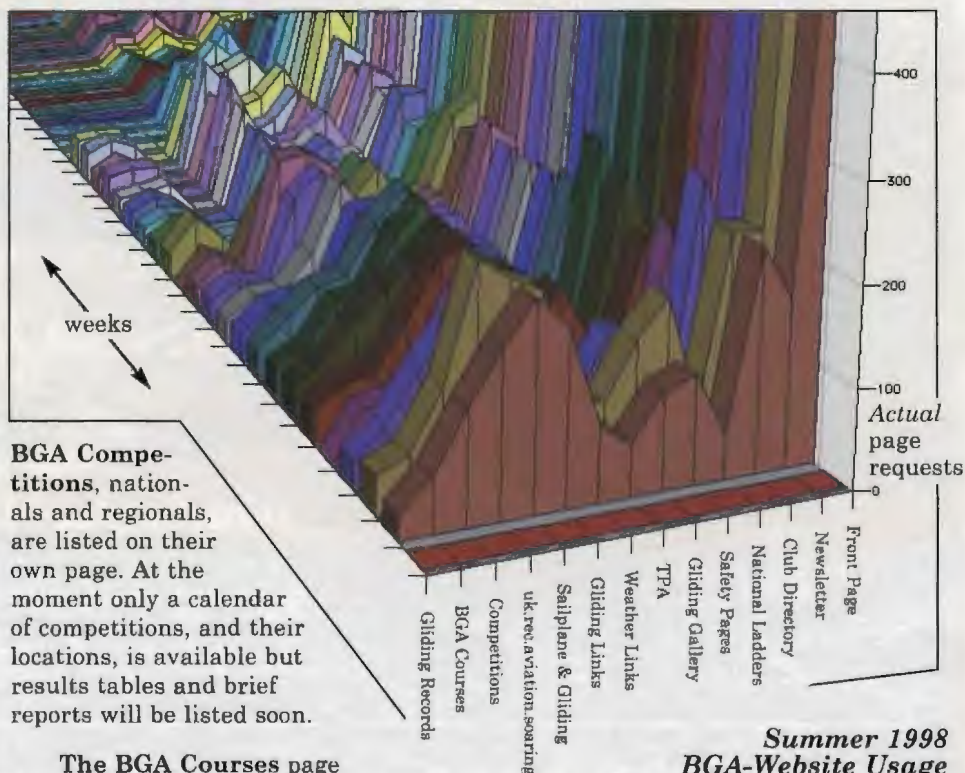 400
300
200
100
Actual
page
requests
0
weeks
BGA Compe-
titions, nation-
als and regionals,
are listed on their
own page. At the
moment only a calendar
of competitions, and their
locations, is available but
results tables and brief
reports will be listed soon.
Gliding Records
BGA Courses
Competitions
uk.rec.aviation.soaring
Sailplane & Gliding
Gliding Links
Weather Links
TPA
Gliding Gallery
Safety Pages
National Ladders
Club Directory
Newsletter
Front Page
Summer 1998
BGA-Website Usage
The BGA Courses page